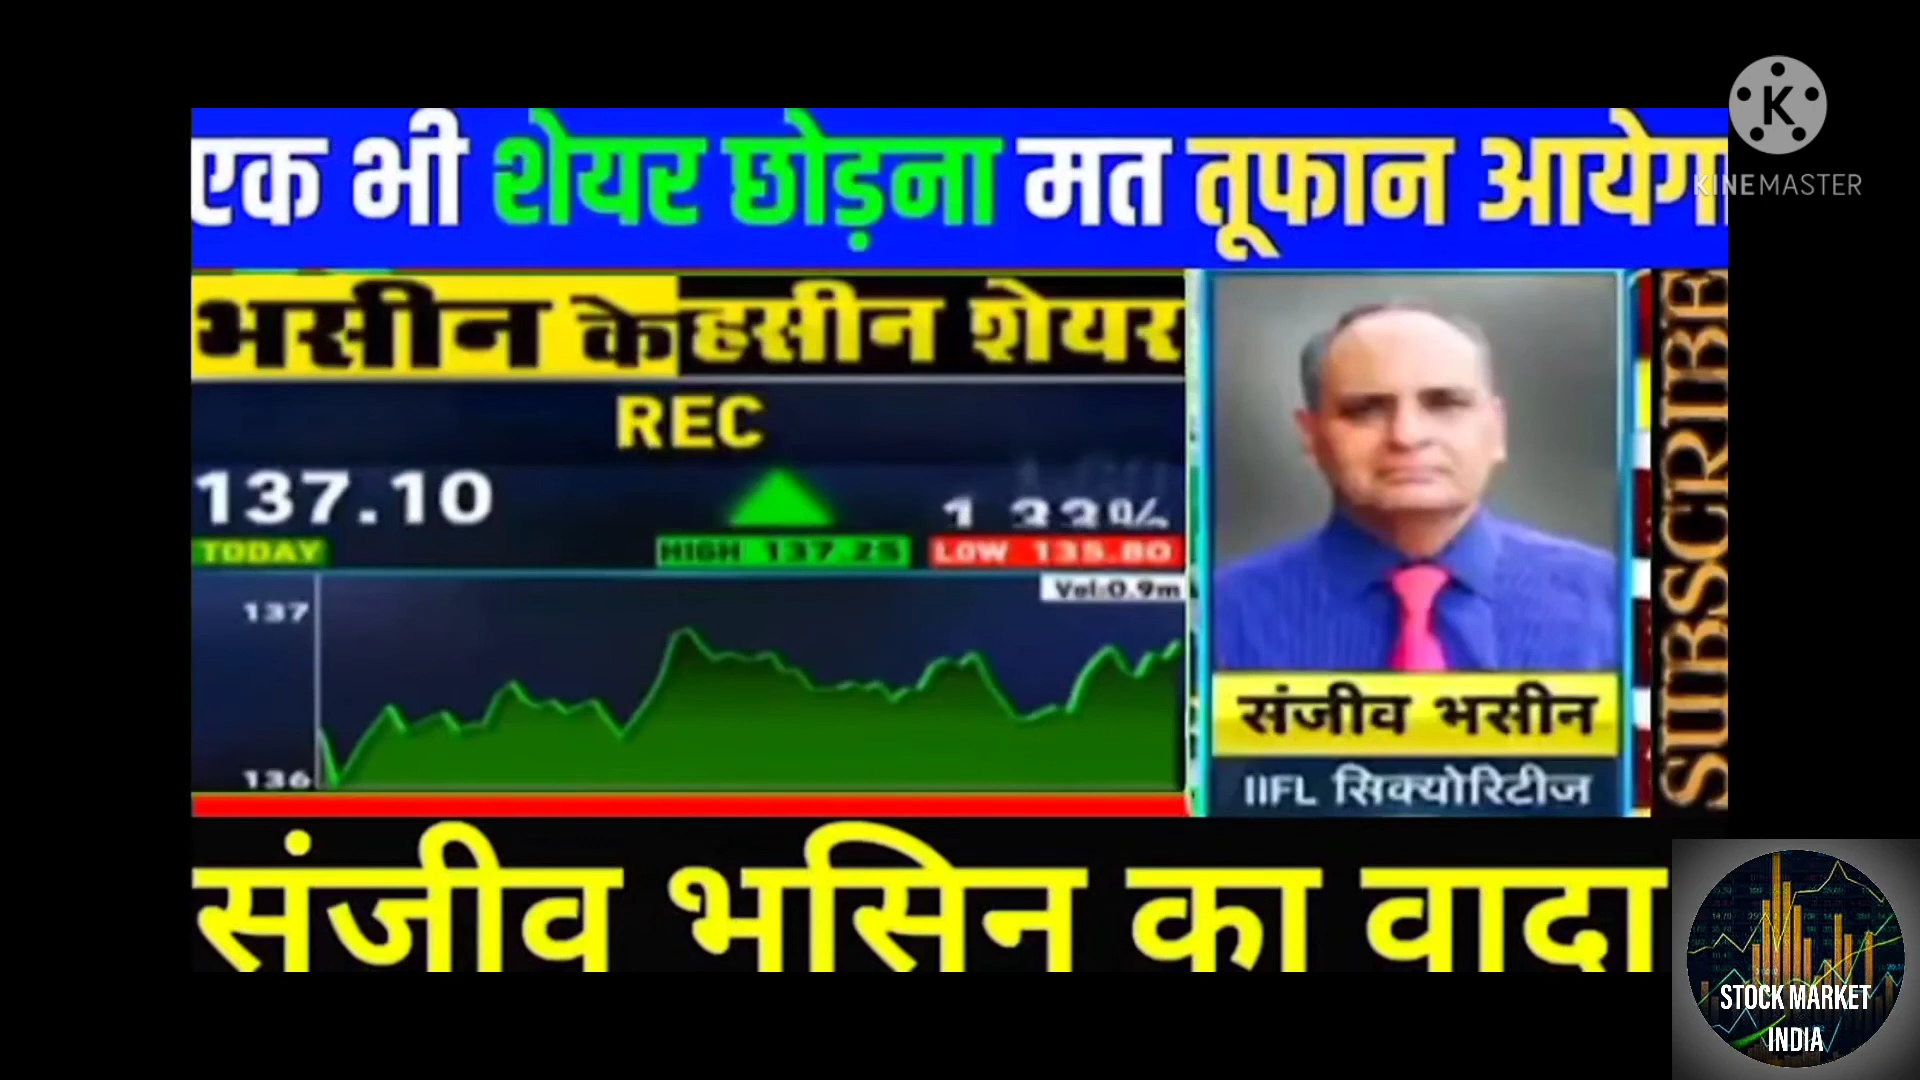 एक भी शेयर छोड़ना मत तूफान आयेगा
KINEMASTER
भसीन के हसीन शेयर
REC
137.10
1.33%
TODAY
HIGH 137.25
LOW 135.80
Vol:0.9m
137
136
संजीव भसीन
IIFL सिक्योरिटीज
SUBSCRIBE
संजीव भसिन का वादा
STOCK MARKET
INDIA